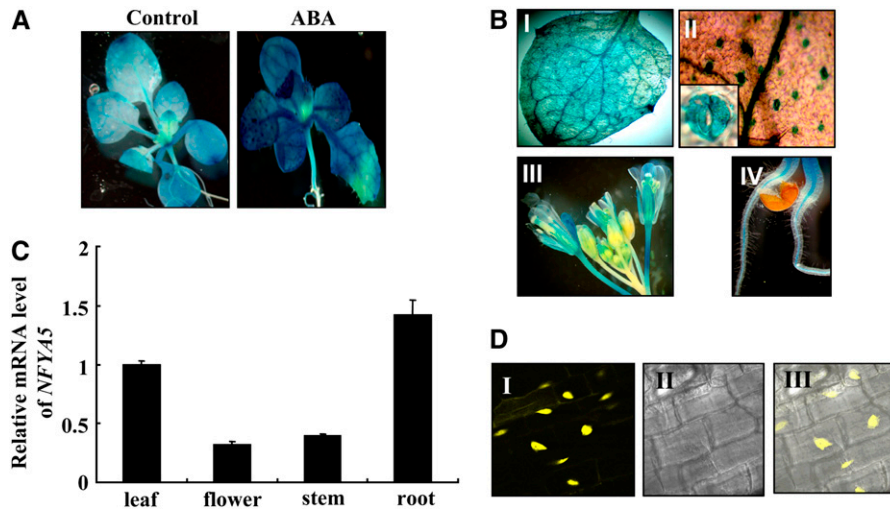 A
Control
ABA
B
I
II
III
IV
C
Relative mRNA level
of NFYA5
2
1.5
1
0.5
0
leaf
flower
stem
root
D
I
II
III